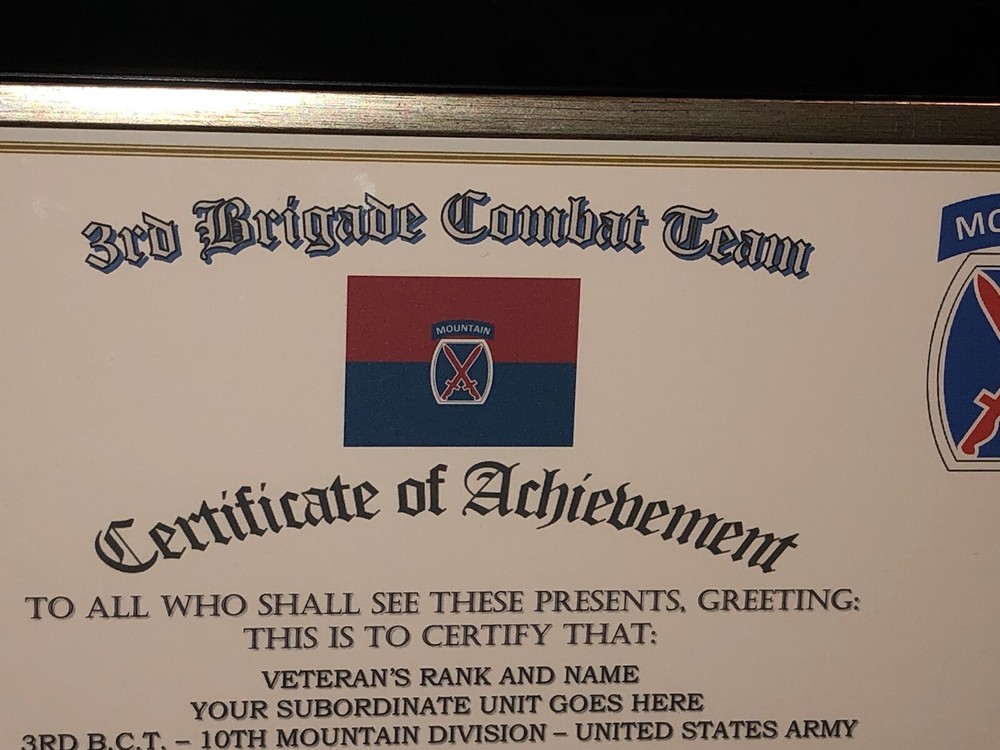 3rd Brigade Combat Team
MOUNTAIN
Certificate of Achievement
TO ALL WHO SHALL SEE THESE PRESENTS, GREETING:
THIS IS TO CERTIFY THAT:
VETERAN'S RANK AND NAME
YOUR SUBORDINATE UNIT GOES HERE
3RD B.C.T. – 10TH MOUNTAIN DIVISION – UNITED STATES ARMY